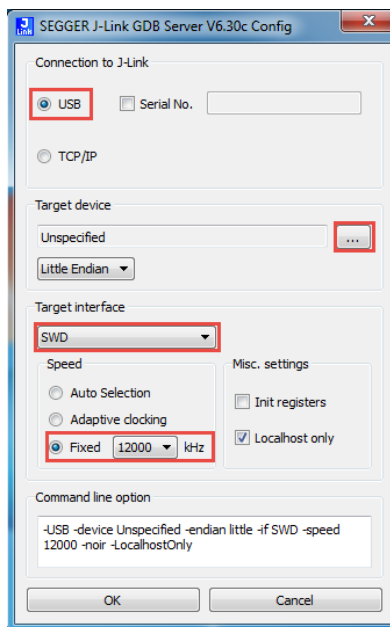 J Link
SEGGER J-Link GDB Server V6.30c Config
Connection to J-Link
USB
Serial No.
TCP/IP
Target device
Unspecified
...
Little Endian
Target interface
SWD
Speed
Auto Selection
Adaptive clocking
Fixed
12000
kHz
Misc. settings
Init registers
Localhost only
Command line option
-USB -device Unspecified -endian little -if SWD -speed
12000 -noir -LocalhostOnly
OK
Cancel